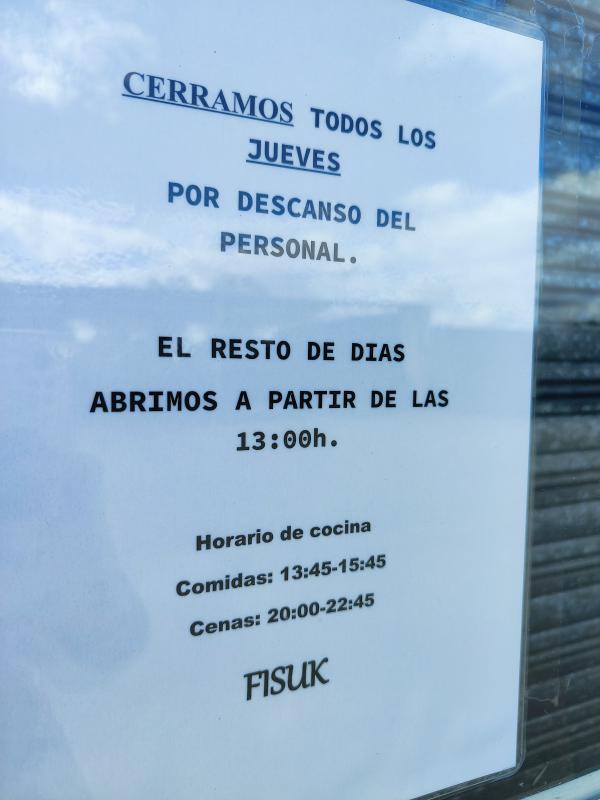 CERRAMOS TODOS LOS
JUEVES
POR DESCANSO DEL
PERSONAL.
EL RESTO DE DIAS
ABRIMOS A PARTIR DE LAS
13:00h.
Horario de cocina
Comidas: 13:45-15:45
Cenas: 20:00-22:45
FISUK